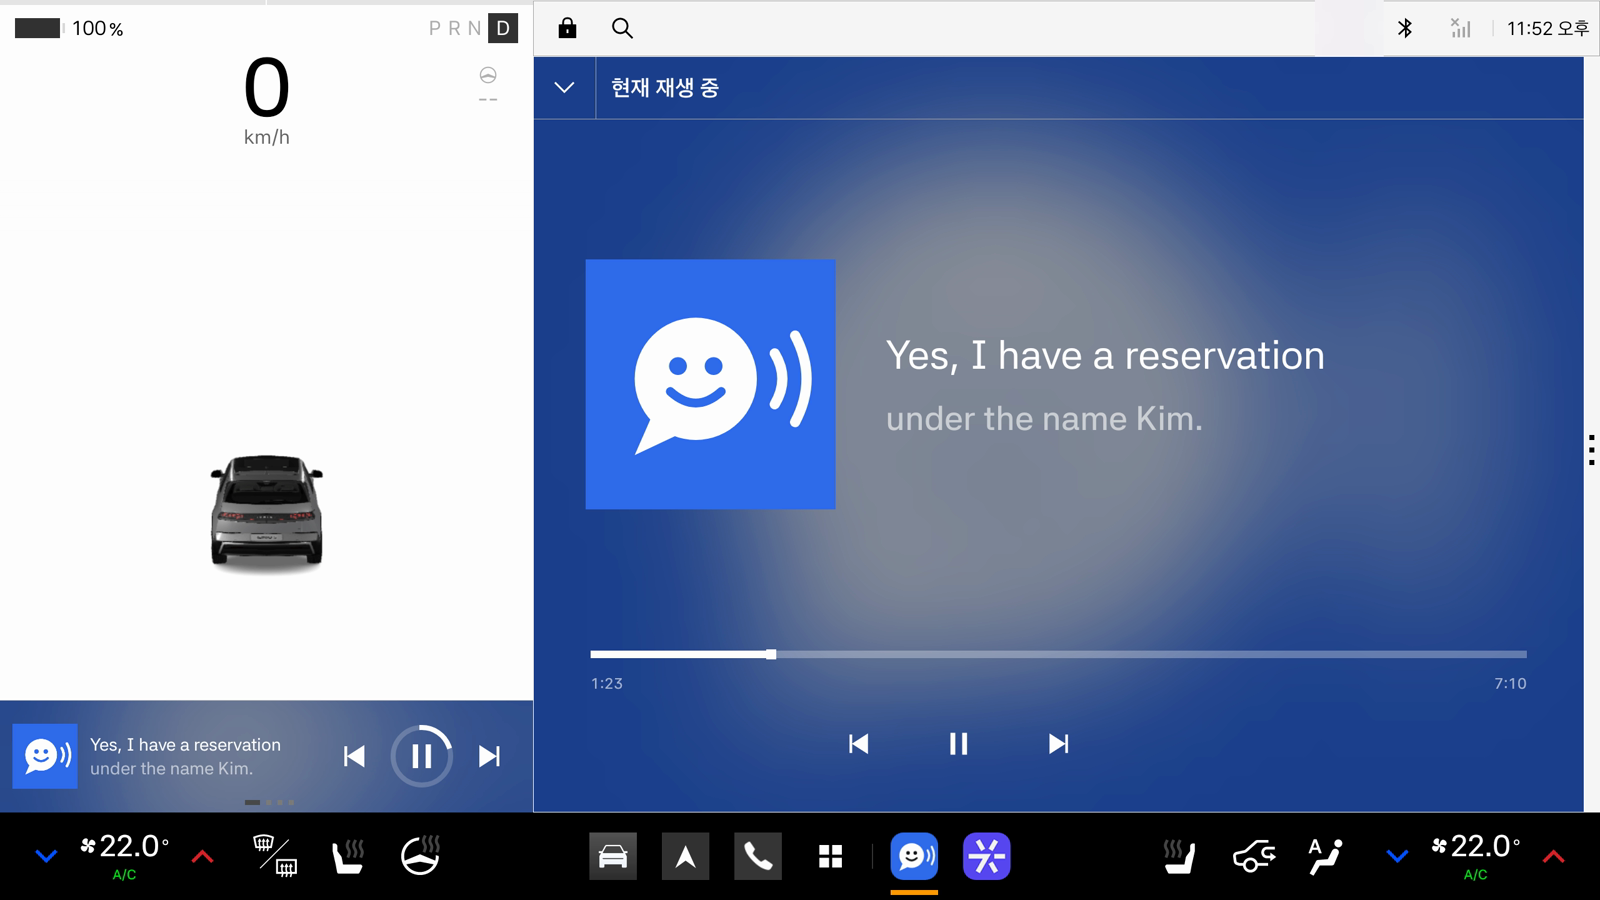 100 %
P R N D
0
km/h
--
11:52 오후
현재 재생 중
Yes, I have a reservation
under the name Kim.
1:23
7:10
Yes, I have a reservation
under the name Kim.
22.0°
A/C
A
22.0°
A/C